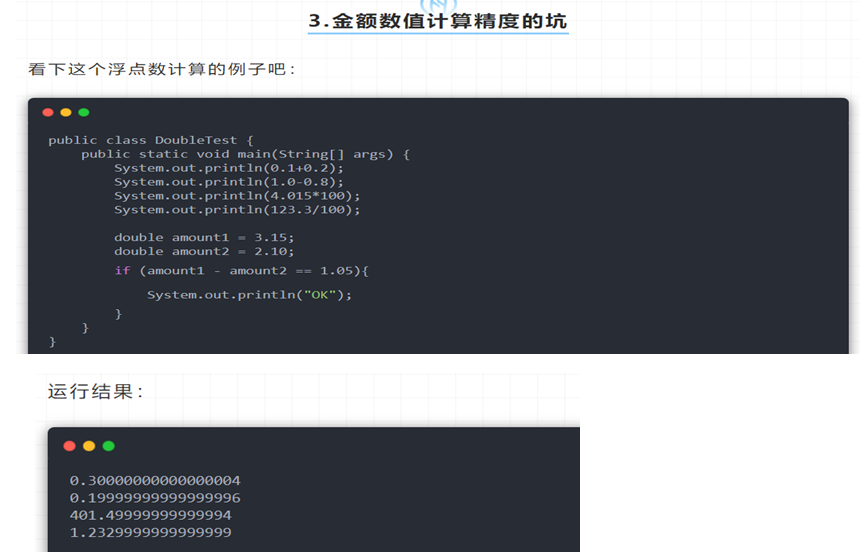 3.金额数值计算精度的坑
看下这个浮点数计算的例子吧：
public class DoubleTest {
    public static void main(String[] args) {
        System.out.println(0.1+0.2);
        System.out.println(1.0-0.8);
        System.out.println(4.015*100);
        System.out.println(123.3/100);
        double amount1 = 3.15;
        double amount2 = 2.10;
        if (amount1 - amount2 == 1.05){
            System.out.println("OK");
        }
    }
}
运行结果：
0.30000000000000004
0.19999999999999996
401.49999999999994
1.2329999999999999